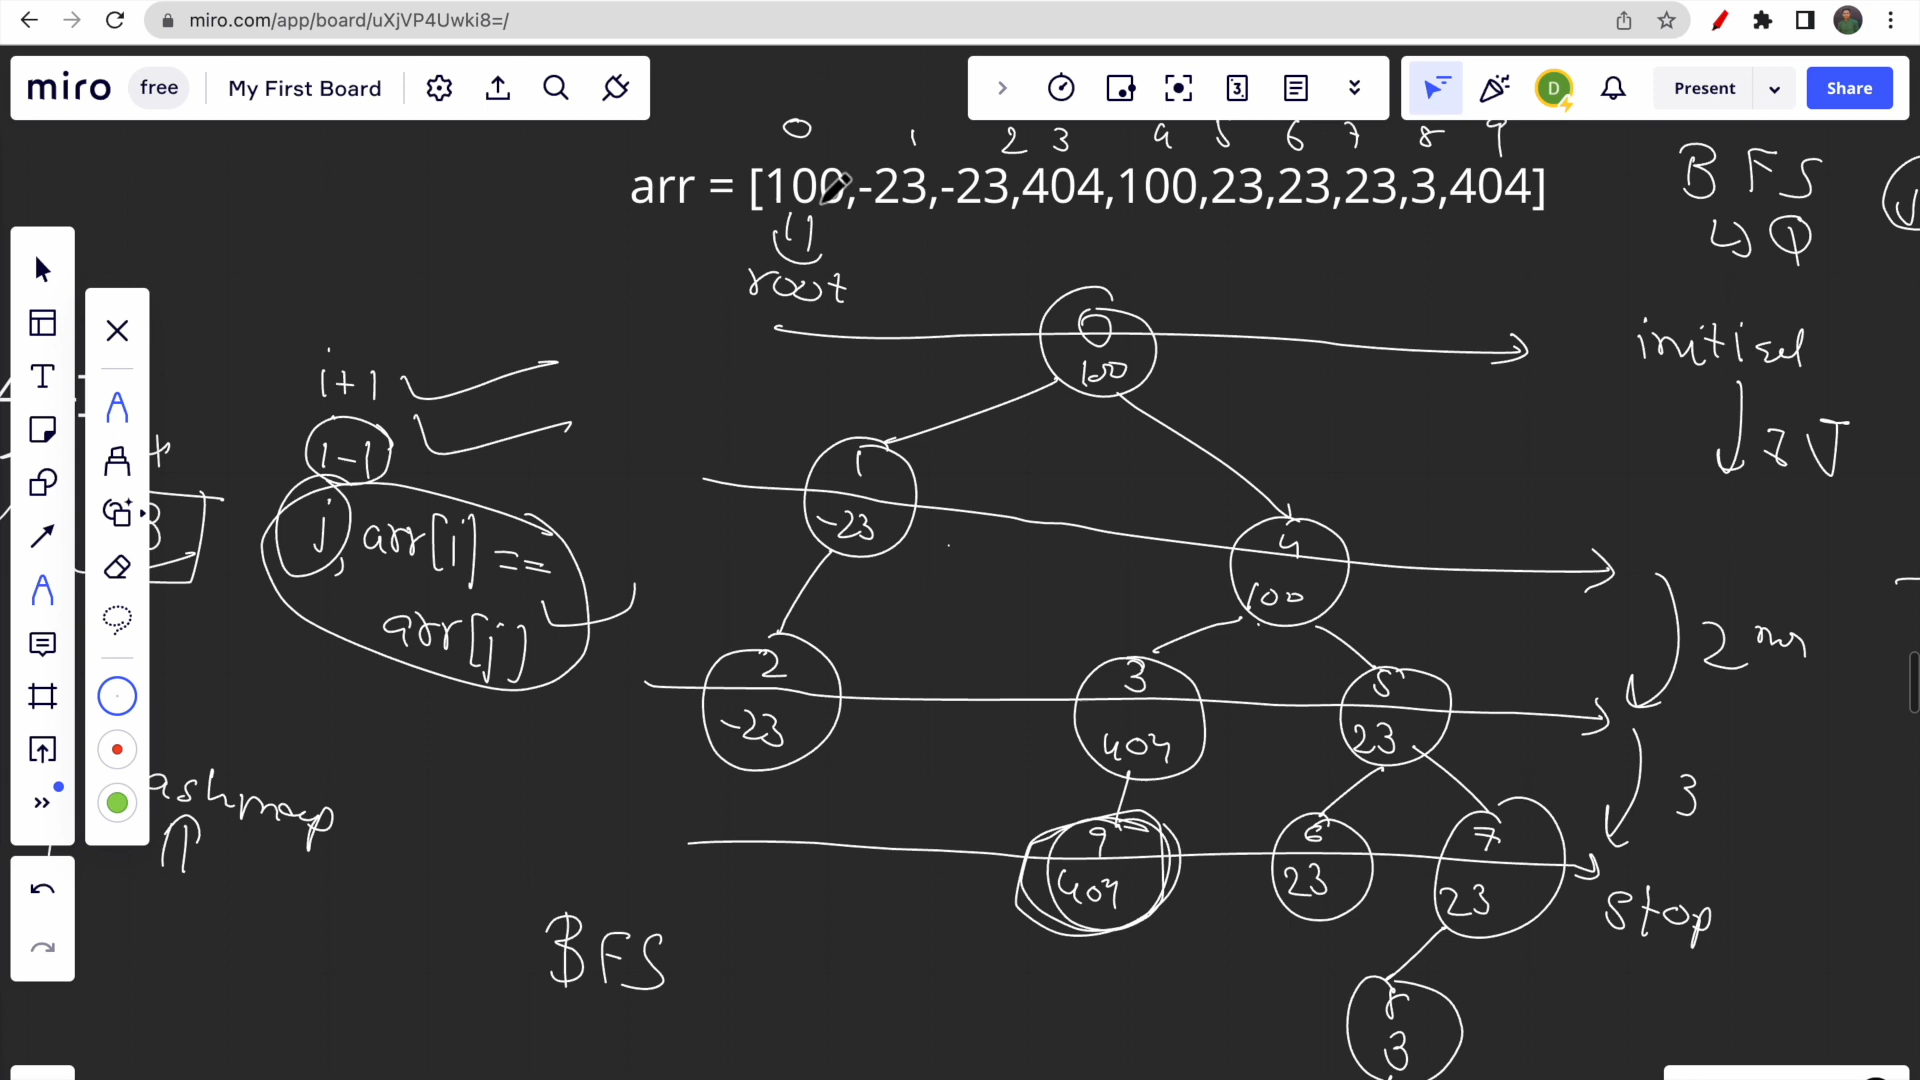 miro.com/app/board/uXjVP4Uwki8=/
miro free My First Board
3
D
Present
Share
0 1 2 3 4 5 6 7 8 9
arr = [100,-23,-23,404,100,23,23,23,3,404]
root
BFS
Q
initial
i+1
i-1
j, arr[i] ==
arr[j]
T
0
100
1
-23
4
100
2
-23
3
404
5
23
9
404
6
23
7
23
8
3
2
3
stop
ashmap
BFS